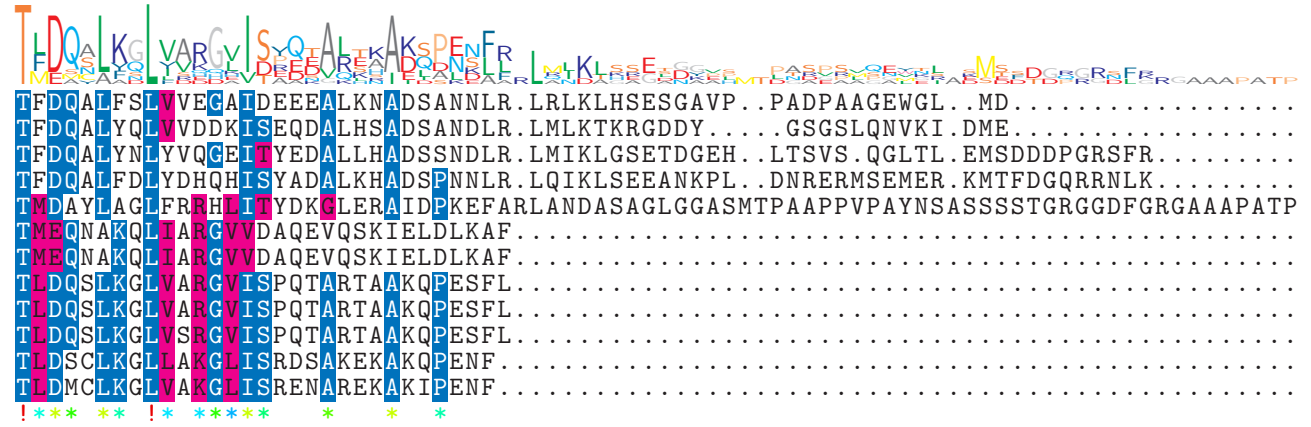 TFDQALFSLVVEGAIDEEEALKNADSANNLR.LRLKLHSESGAVP..PADPAAGEWGL..MD..................
TFDQALYQLVVDDKISEQDALHSADSANDLR.LMLKTKRGDDY.....GSGSLQNVKI.DME..................
TFDQALYNLYVQGEITYEDALLHADSSNDLR.LMIKLGSETDGEH..LTSVS.QGLTL.EMSDDDPGRSFR.........
TFDQALFDLYDHQHISYADALKHADSPNNLR.LQIKLSEEANKPL..DNRERMSEMER.KMTFDGQRRNLK.........
TMDAYLAGLFRRHLITYDKGLERAIDPKEFARLANDASAGLGGASMTPAAPPVPAYNSASSSSTGRGGDFGRGAAAPATP
TMEQNAKQLIARGVVDAQEVQSKIELDLKAF.................................................
TMEQNAKQLIARGVVDAQEVQSKIELDLKAF.................................................
TLDQSLKGLVARGVISPQTARTAAKQPESFL.................................................
TLDQSLKGLVARGVISPQTARTAAKQPESFL.................................................
TLDQSLKGLVSRGVISPQTARTAAKQPESFL.................................................
TLDSCLKGLLAKGLISRDSAKEKAKQPENF..................................................
TLDMCLKGLVAKGLISRENAREKAKIPENF..................................................
!*** ** !* *****   *   *  *